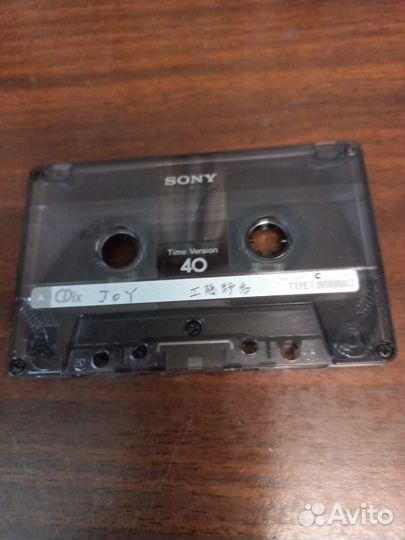 SONY
Time Version
40
C
A CDix JOY 工藤静香 TYPE I (NORMAL)
Avito